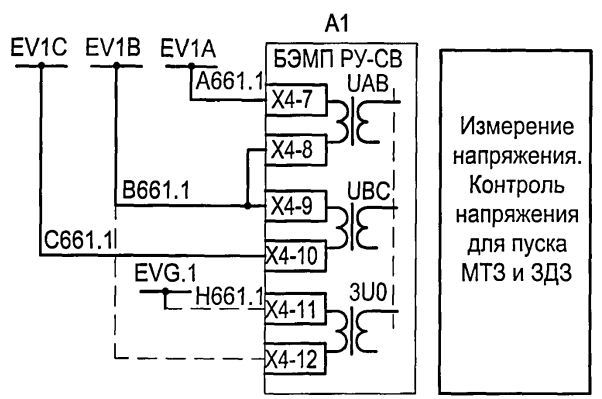 A1
EV1C EV1B EV1A
БЭМП РУ-СВ
A661.1
UAB
X4-7
X4-8
B661.1
X4-9
UBC
C661.1
X4-10
EVG.1
H661.1
3U0
X4-11
X4-12
Измерение
напряжения.
Контроль
напряжения
для пуска
МТЗ и ЗДЗ